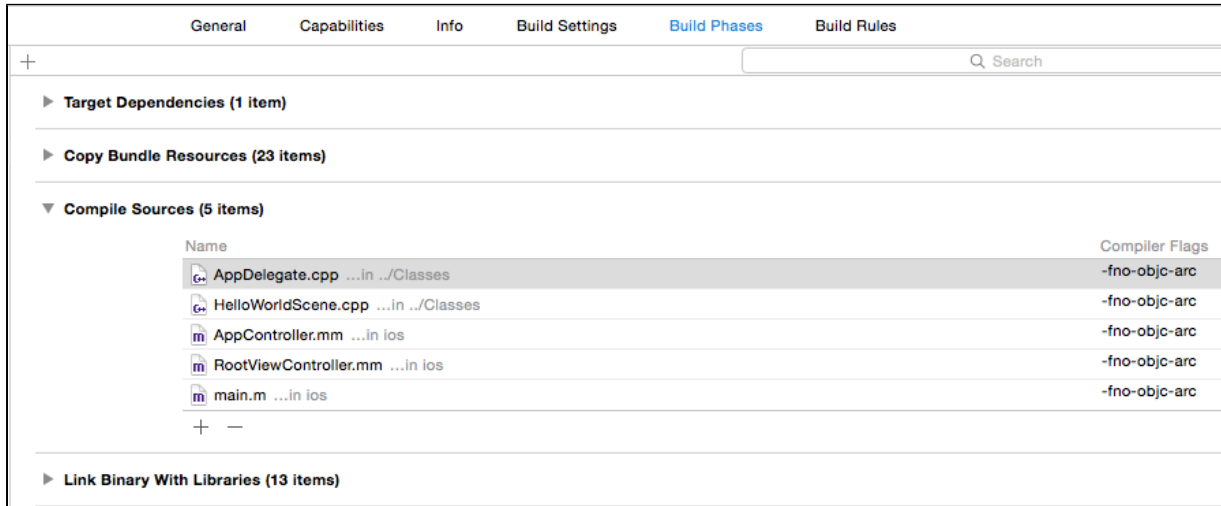 General Capabilities Info Build Settings Build Phases Build Rules
+ Search
Target Dependencies (1 item)
Copy Bundle Resources (23 items)
Compile Sources (5 items)
Name Compiler Flags
AppDelegate.cpp ...in ../Classes -fno-objc-arc
HelloWorldScene.cpp ...in ../Classes -fno-objc-arc
AppController.mm ...in ios -fno-objc-arc
RootViewController.mm ...in ios -fno-objc-arc
main.m ...in ios -fno-objc-arc
+ −
Link Binary With Libraries (13 items)